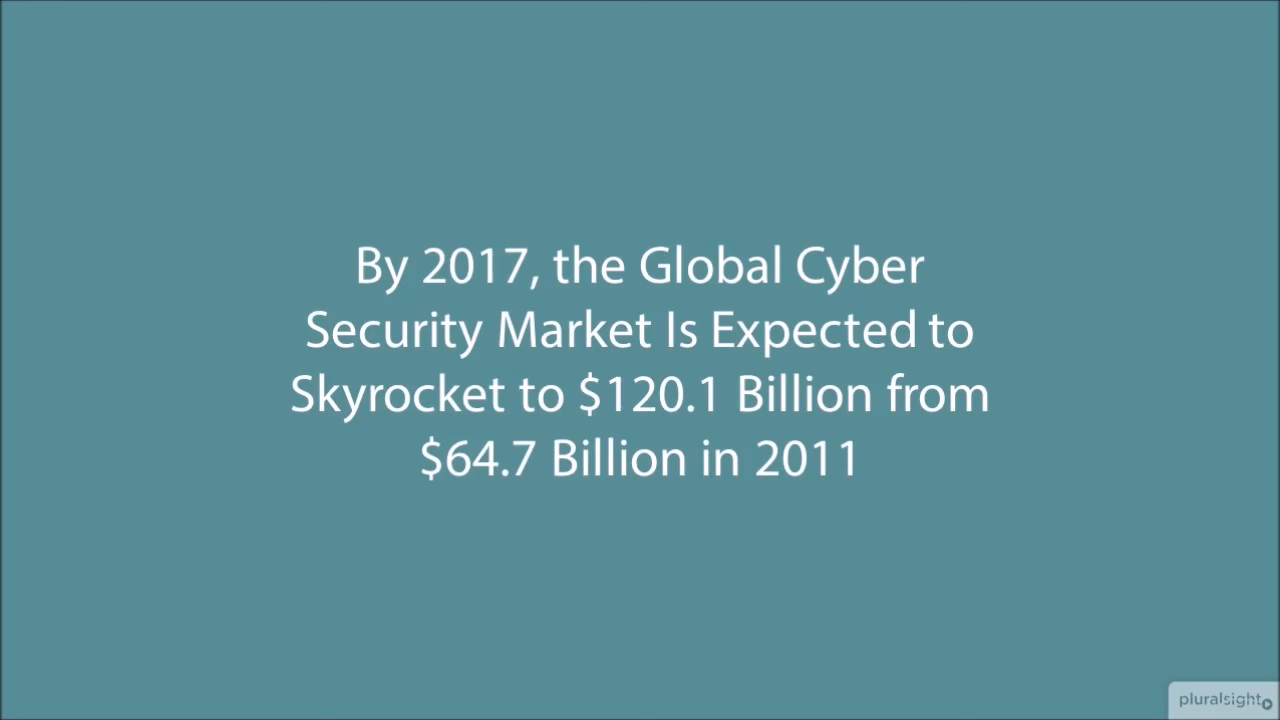 By 2017, the Global Cyber
Security Market Is Expected to
Skyrocket to $120.1 Billion from
$64.7 Billion in 2011
pluralsight